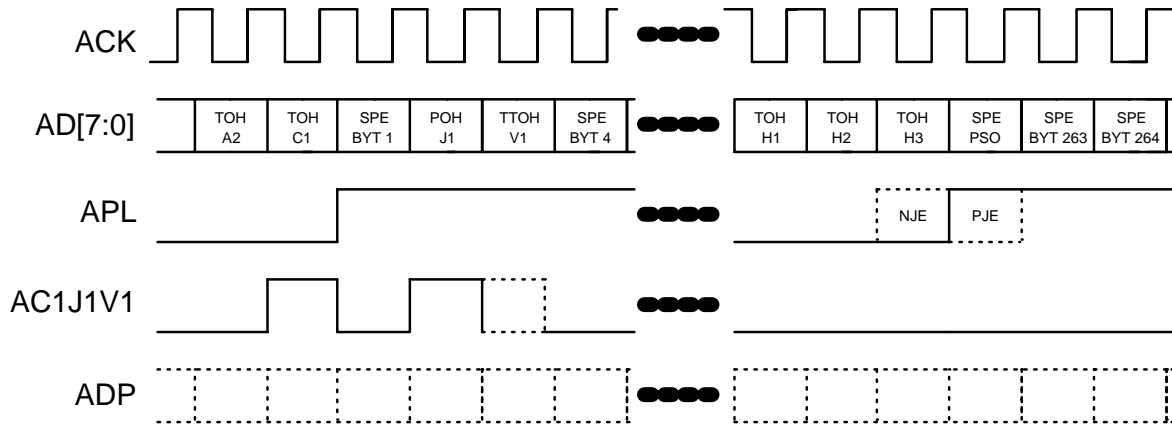 ACK
AD[7:0]
TOH TOH SPE POH TTOH SPE TOH TOH TOH SPE SPE SPE
A2 C1 BYT 1 J1 V1 BYT 4 H1 H2 H3 PSO BYT 263 BYT 264
APL
NJE PJE
AC1J1V1
ADP